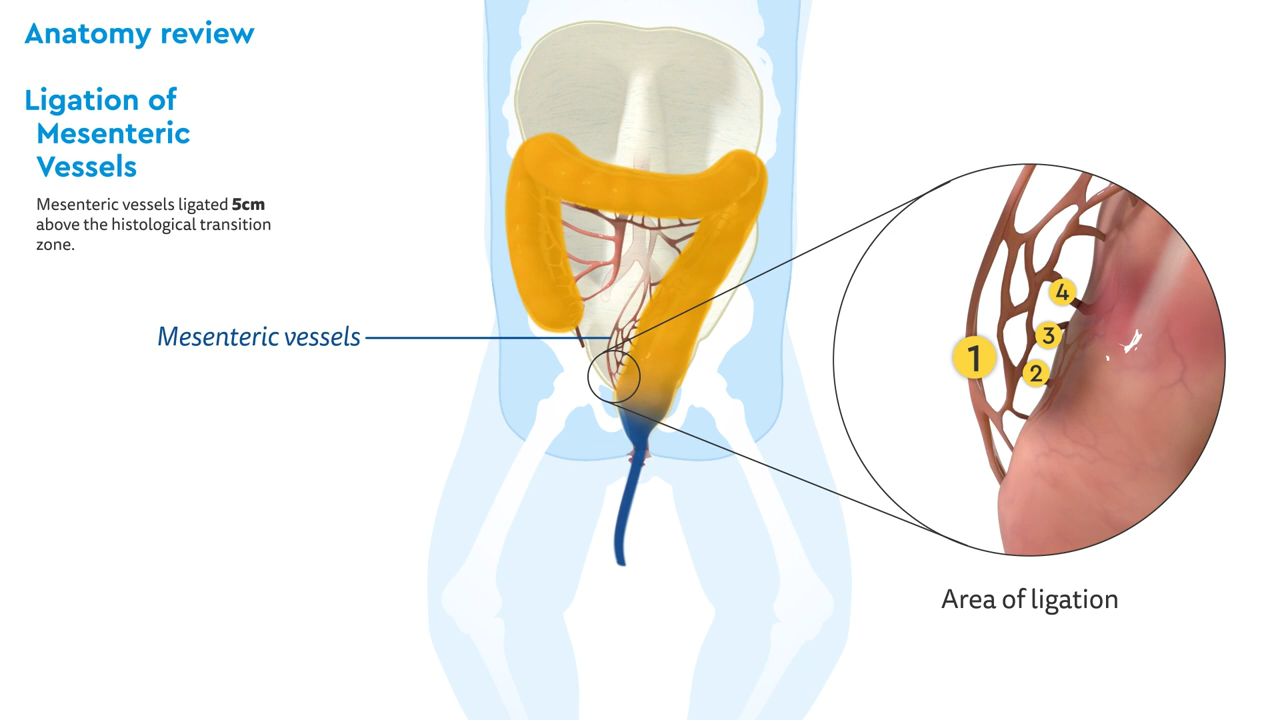 Anatomy review
Ligation of
Mesenteric
Vessels
Mesenteric vessels ligated 5cm
above the histological transition
zone.
Mesenteric vessels
4
3
1
2
Area of ligation